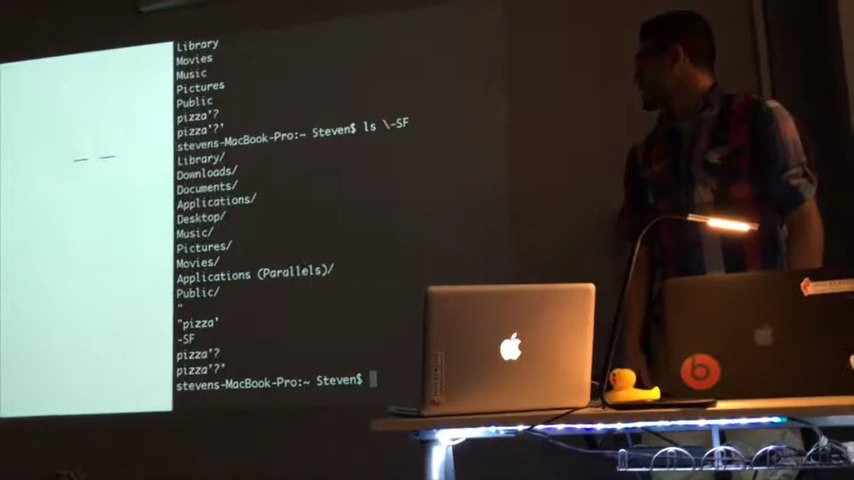 Library
Movies
Music
Pictures
Public
pizza'?
pizza'?'
stevens-MacBook-Pro:~ Steven$ ls \-SF
Library/
Downloads/
Documents/
Applications/
Desktop/
Music/
Pictures/
Movies/
Applications (Parallels)/
Public/
"
"pizza'
-SF
pizza'?
pizza'?"
stevens-MacBook-Pro:~ Steven$